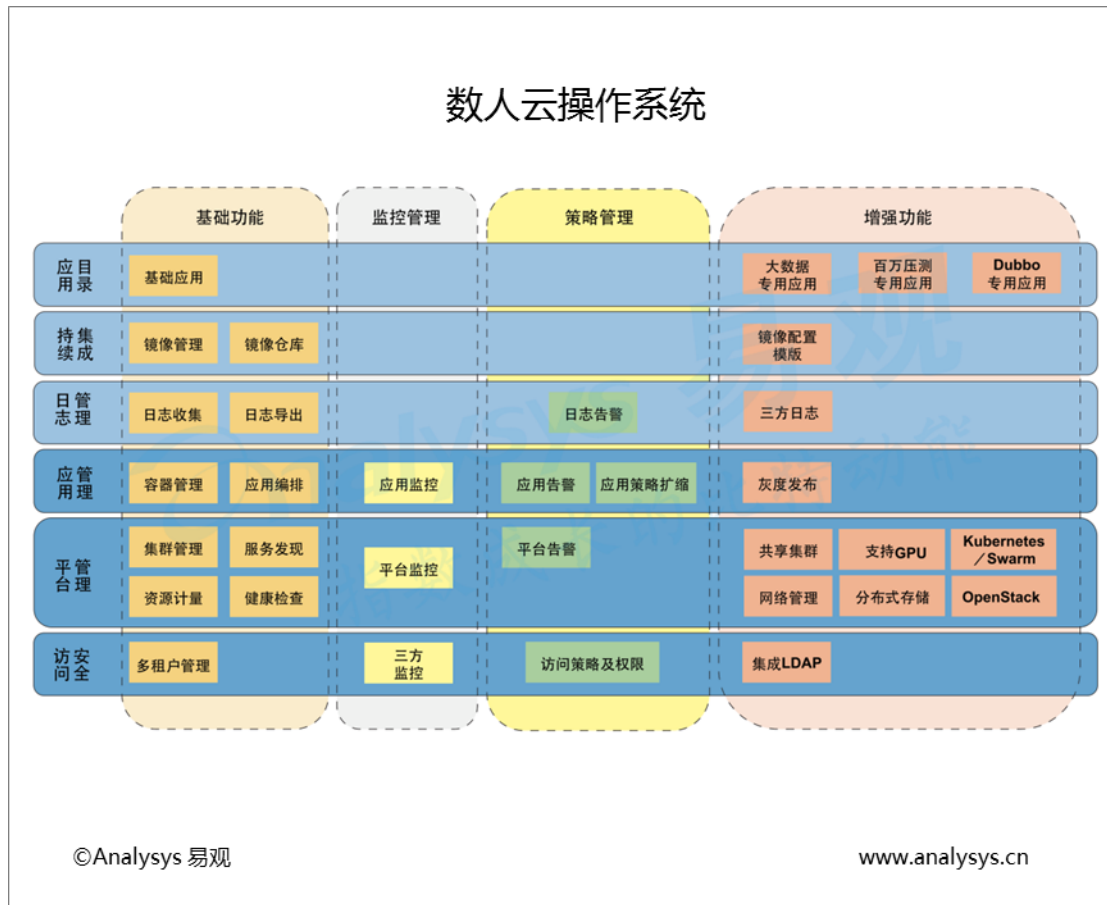 数人云操作系统
基础功能
监控管理
策略管理
增强功能
应用
目录
基础应用
大数据
专用应用
百万压测
专用应用
Dubbo
专用应用
持续
集成
镜像管理
镜像仓库
镜像配置
模版
日志
管理
日志收集
日志导出
日志告警
三方日志
应用
管理
容器管理
应用编排
应用监控
应用告警
应用策略扩缩
灰度发布
平台
管理
集群管理
服务发现
资源计量
健康检查
平台监控
平台告警
共享集群
支持GPU
Kubernetes
／Swarm
网络管理
分布式存储
OpenStack
访问
安全
多租户管理
三方
监控
访问策略及权限
集成LDAP
nalysys 易观
©Analysys 易观
www.analysys.cn